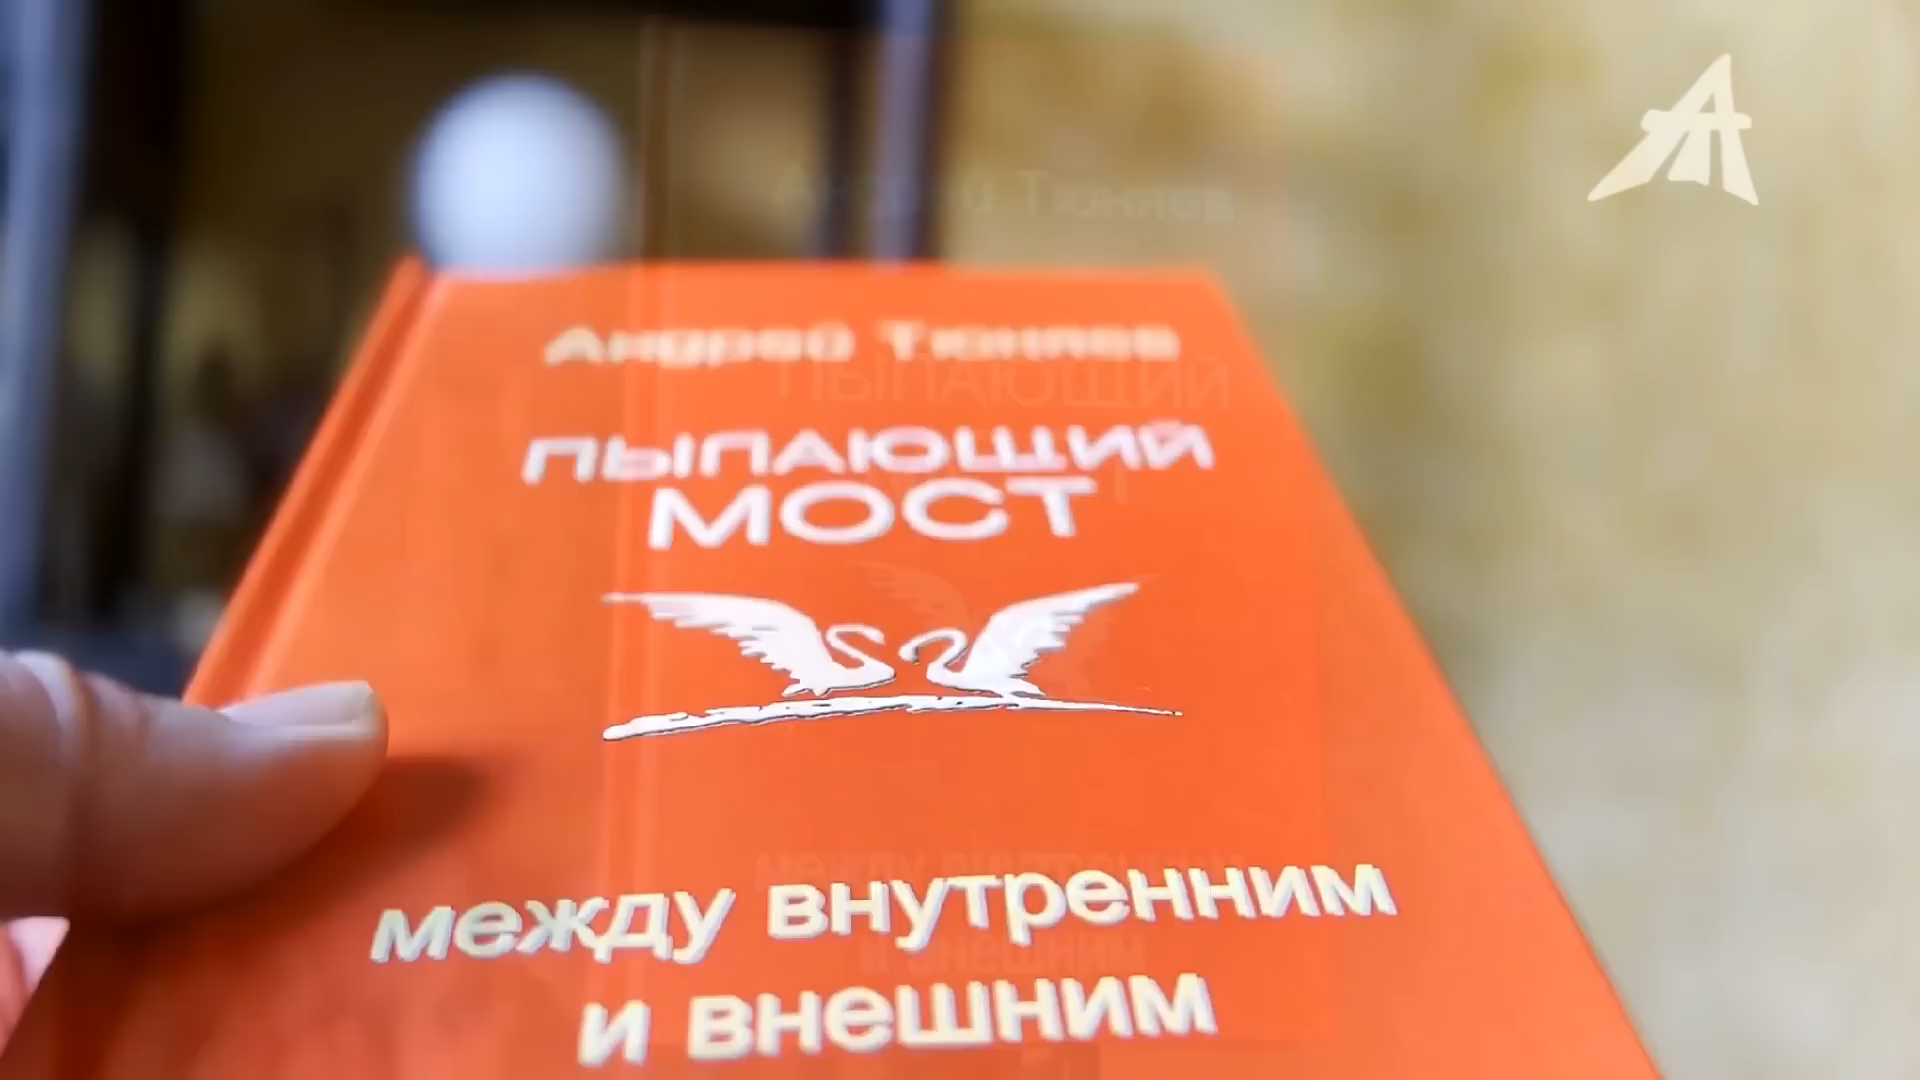 Андрей Тюняев
ПЫЛАЮЩИЙ
МОСТ
между внутренним
и внешним